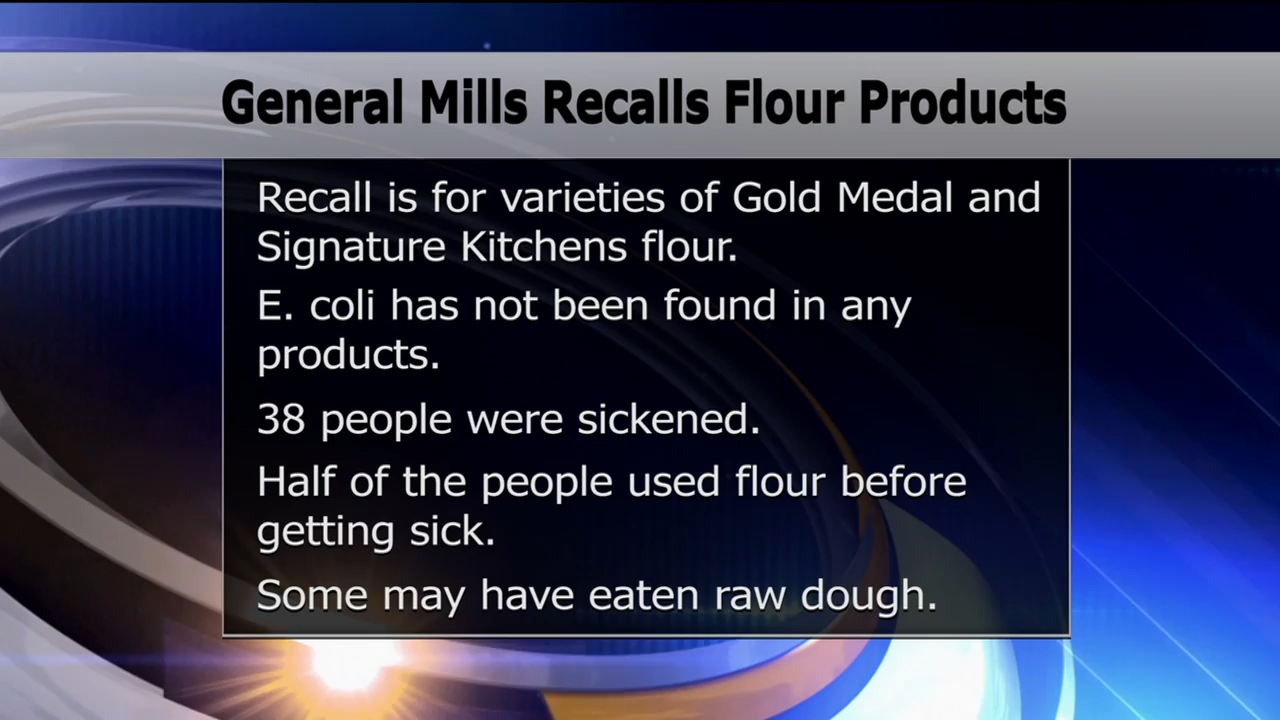 General Mills Recalls Flour Products
Recall is for varieties of Gold Medal and
Signature Kitchens flour.
E. coli has not been found in any
products.
38 people were sickened.
Half of the people used flour before
getting sick.
Some may have eaten raw dough.